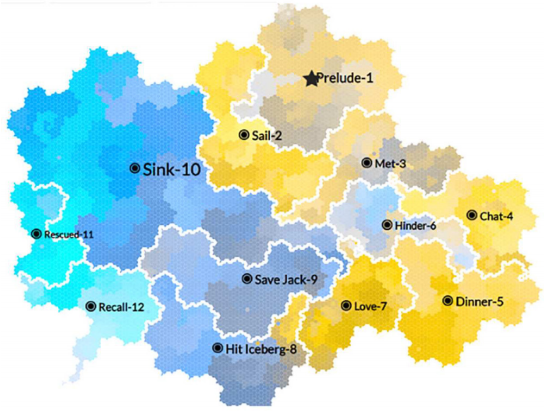 Prelude-1
Sail-2
Met-3
Sink-10
Chat-4
Hinder-6
Rescued-11
Save Jack-9
Dinner-5
Recall-12
Love-7
Hit Iceberg-8